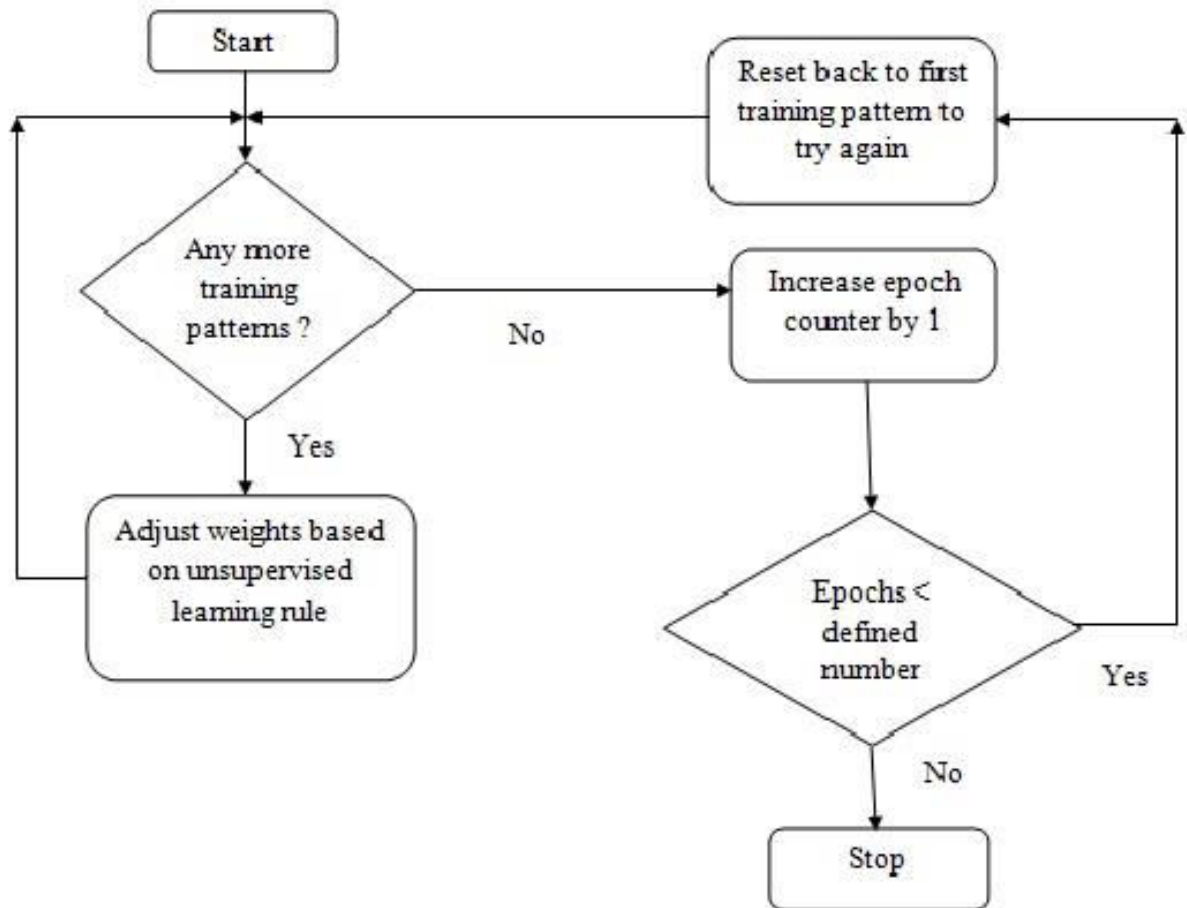 Start
Reset back to first
training pattern to
try again
Any more
training
patterns ?
No
Increase epoch
counter by 1
Yes
Adjust weights based
on unsupervised
learning rule
Epochs <
defined
number
Yes
No
Stop